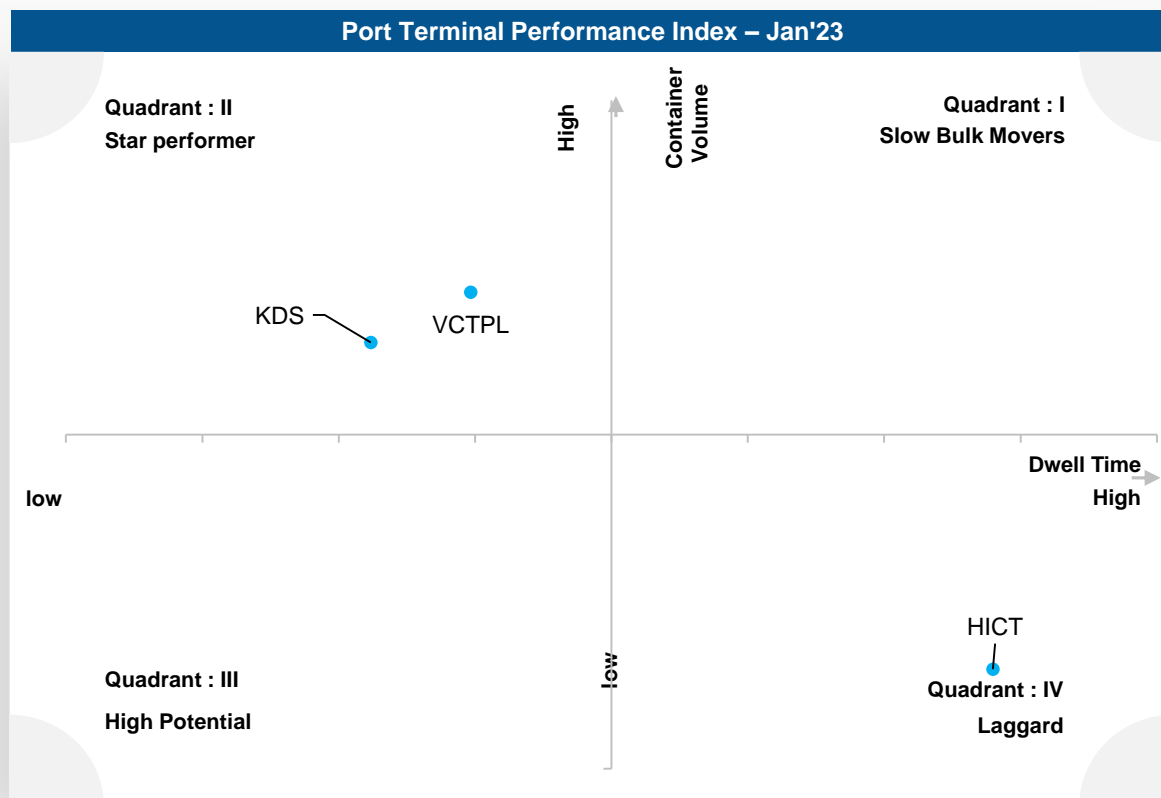 Port Terminal Performance Index – Jan'23
Quadrant : II
Star performer
High
Container
Volume
Quadrant : I
Slow Bulk Movers
KDS
VCTPL
Dwell Time
High
low
HICT
low
Quadrant : III
High Potential
Quadrant : IV
Laggard